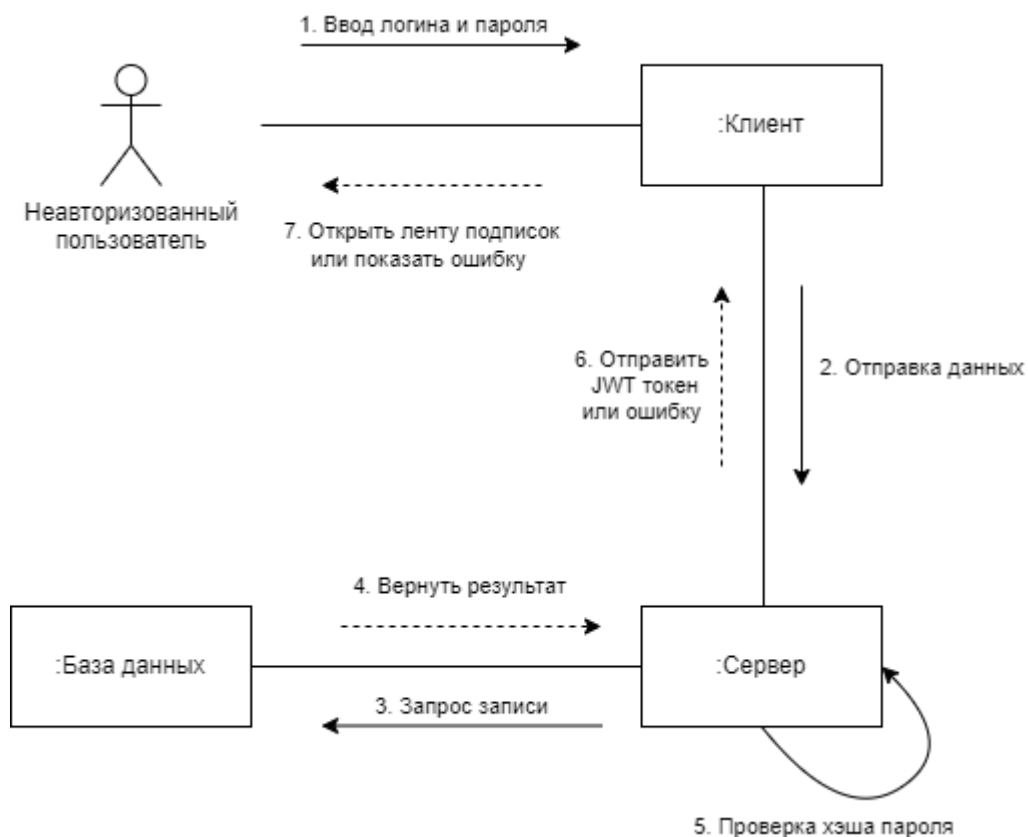 1. Ввод логина и пароля
:Клиент
Неавторизованный
пользователь
7. Открыть ленту подписок
или показать ошибку
6. Отправить
JWT токен
или ошибку
2. Отправка данных
4. Вернуть результат
:База данных
:Сервер
3. Запрос записи
5. Проверка хэша пароля